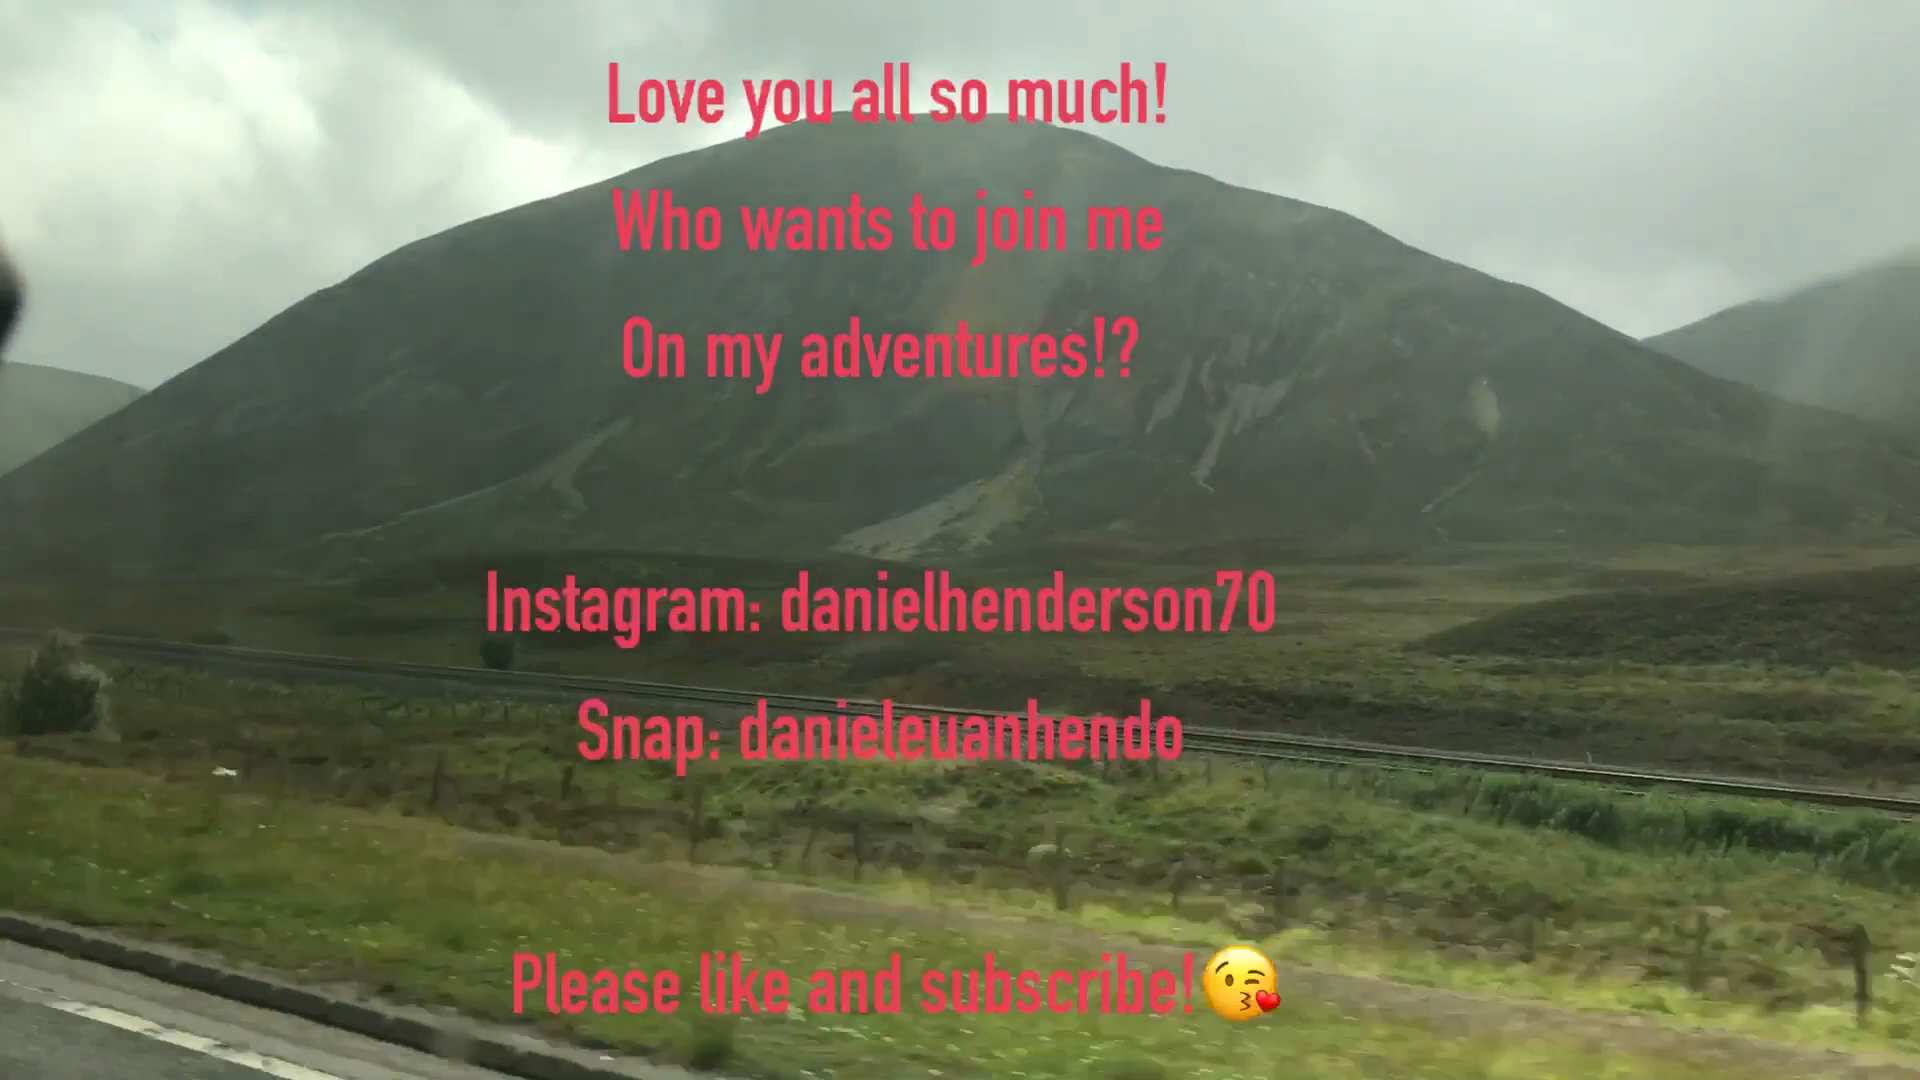 Love you all so much!
Who wants to join me
On my adventures!?
Instagram: danielhenderson70
Snap: danieleuanhendo
Please like and subscribe!😘